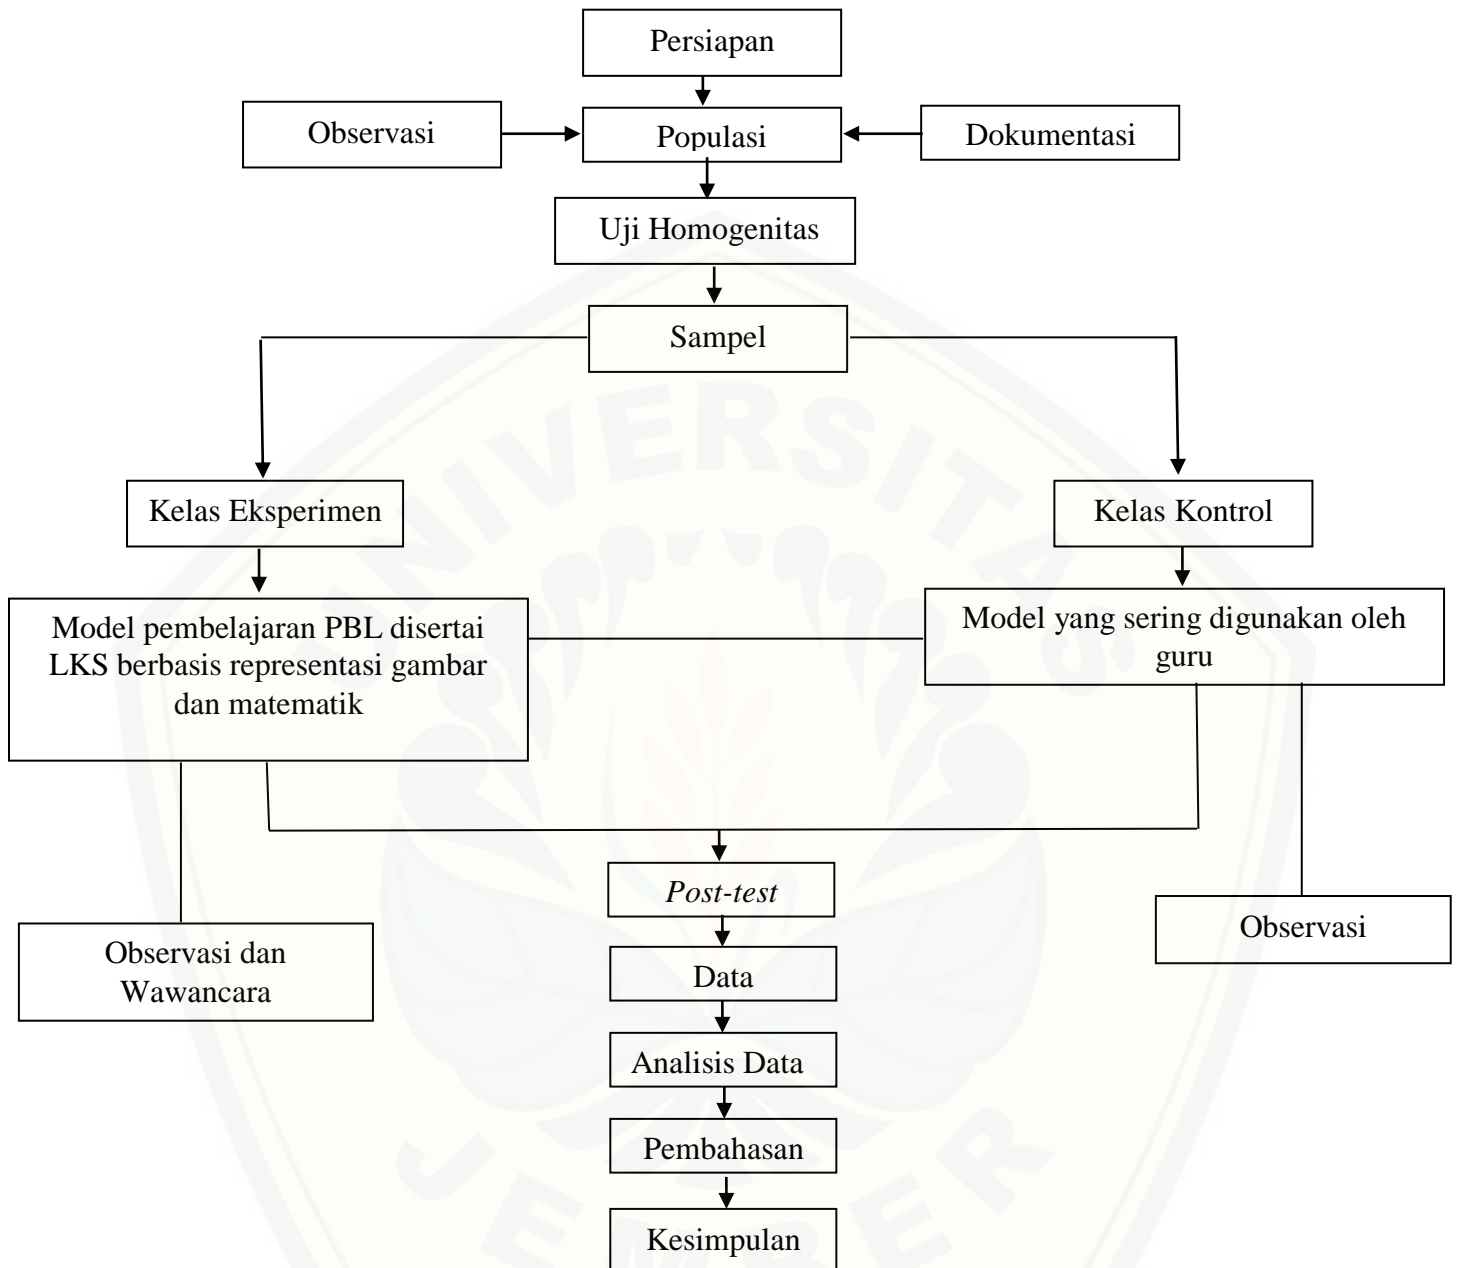 Persiapan
Observasi
Populasi
Dokumentasi
Uji Homogenitas
Sampel
Kelas Eksperimen
Kelas Kontrol
Model pembelajaran PBL disertai
LKS berbasis representasi gambar
dan matematik
Model yang sering digunakan oleh
guru
Post-test
Observasi dan
Wawancara
Observasi
Data
Analisis Data
Pembahasan
Kesimpulan
UNIVERSITAS
JEMBER